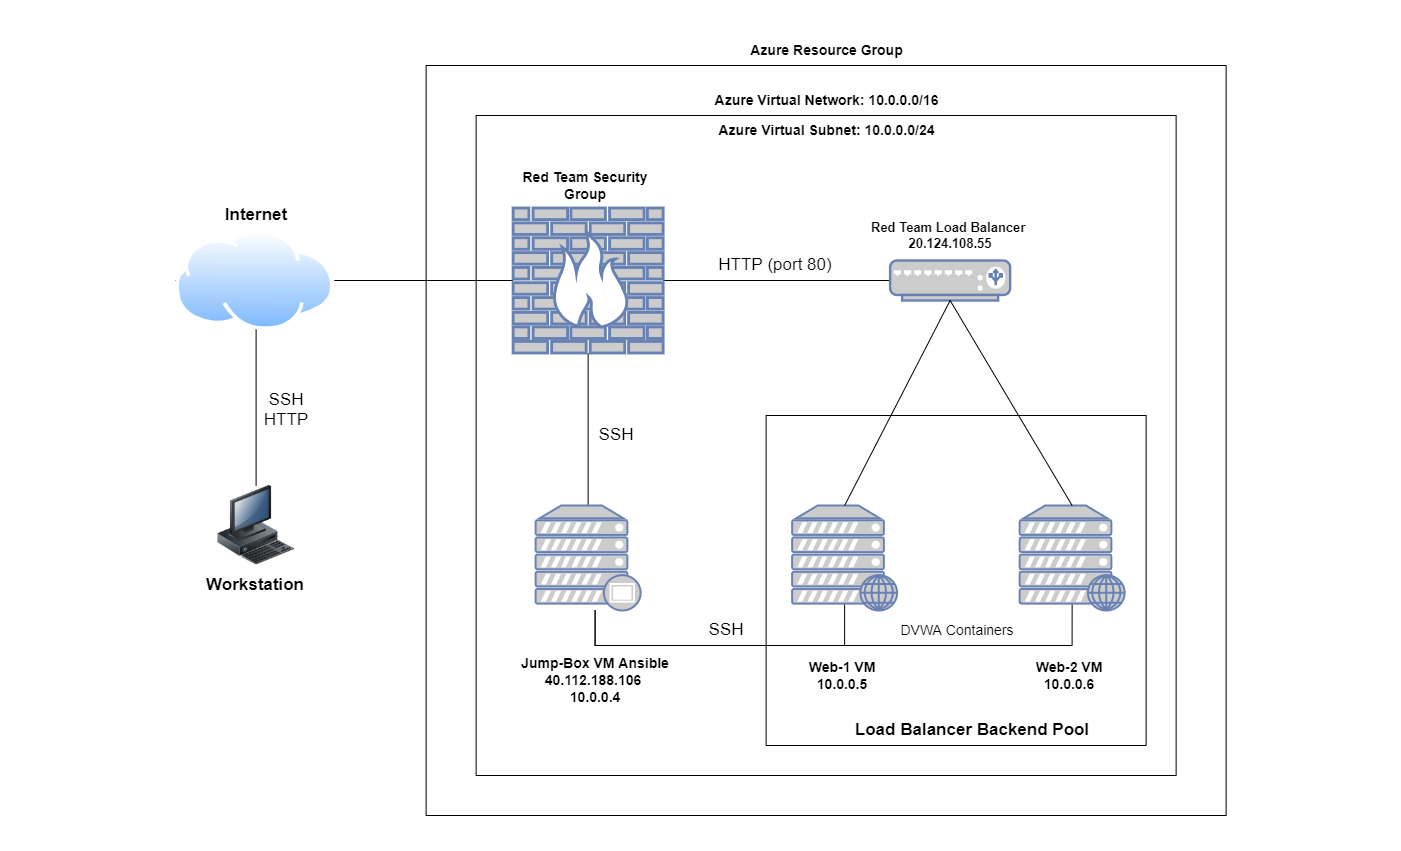 Azure Resource Group
Azure Virtual Network: 10.0.0.0/16
Azure Virtual Subnet: 10.0.0.0/24
Red Team Security
Group
Internet
Red Team Load Balancer
20.124.108.55
HTTP (port 80)
SSH
HTTP
SSH
Workstation
SSH
DVWA Containers
Jump-Box VM Ansible
40.112.188.106
10.0.0.4
Web-1 VM
10.0.0.5
Web-2 VM
10.0.0.6
Load Balancer Backend Pool